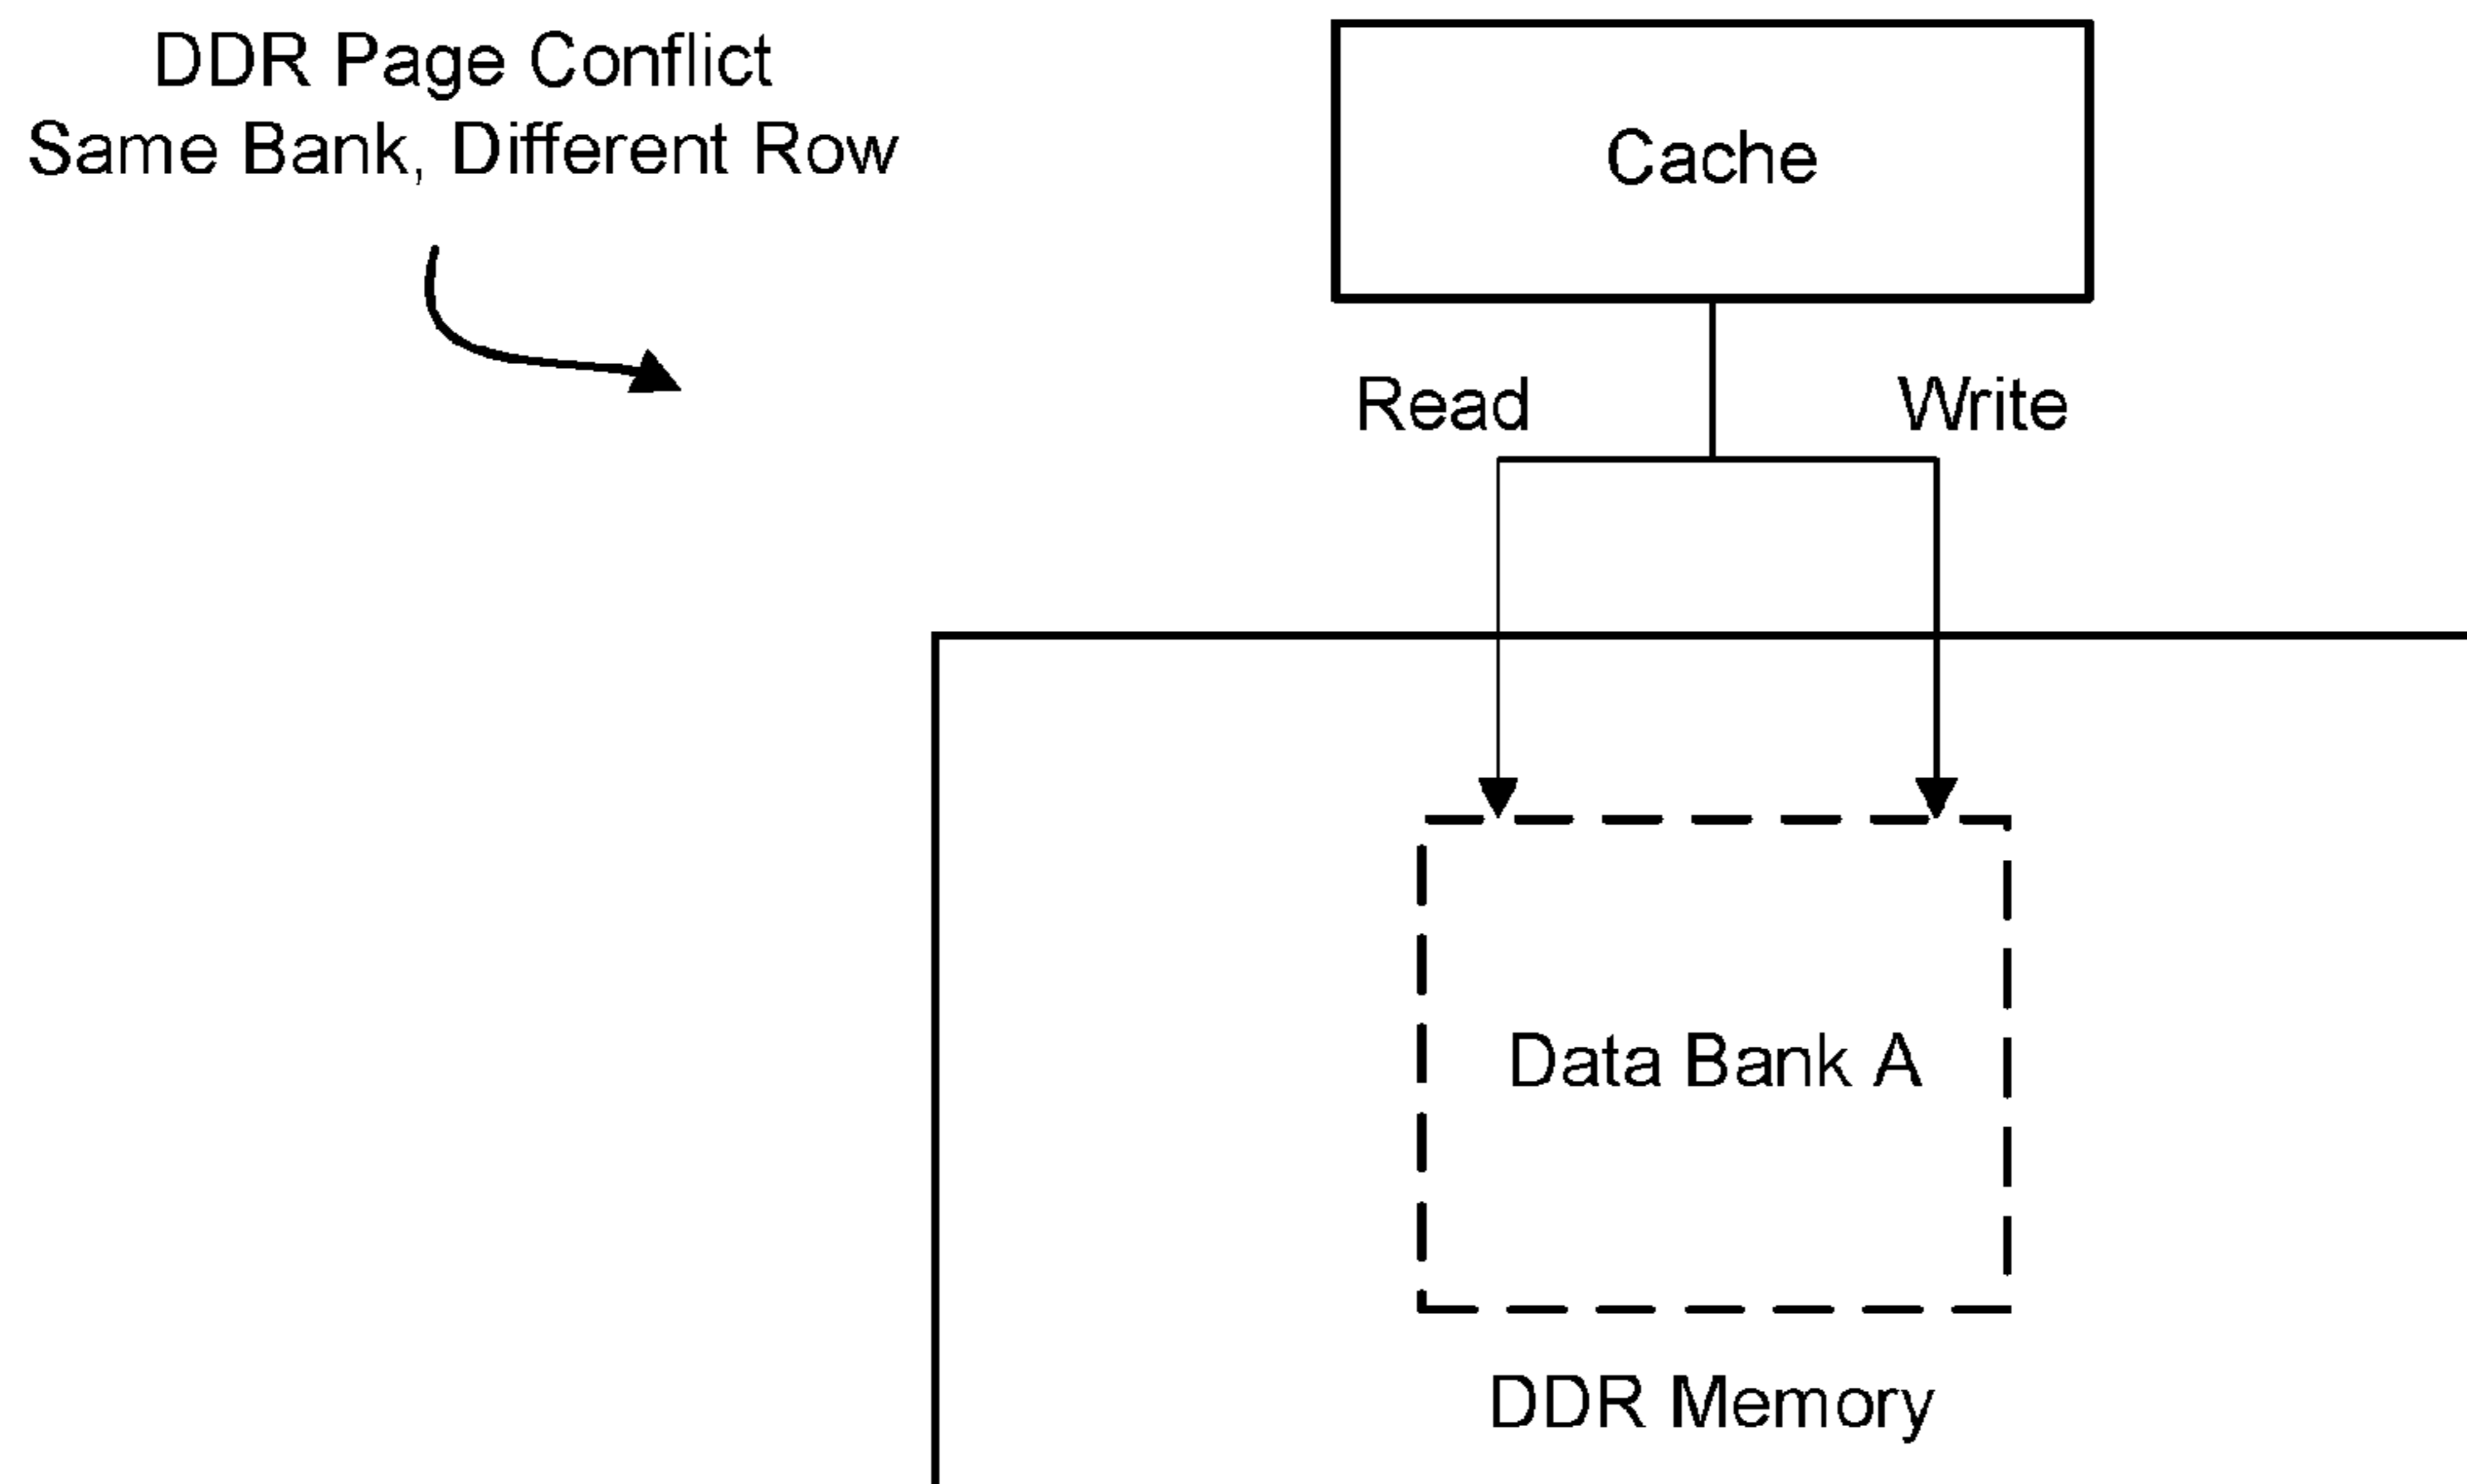 DDR Page Conflict
Same Bank, Different Row
Cache
Read
Write
Data Bank A
DDR Memory